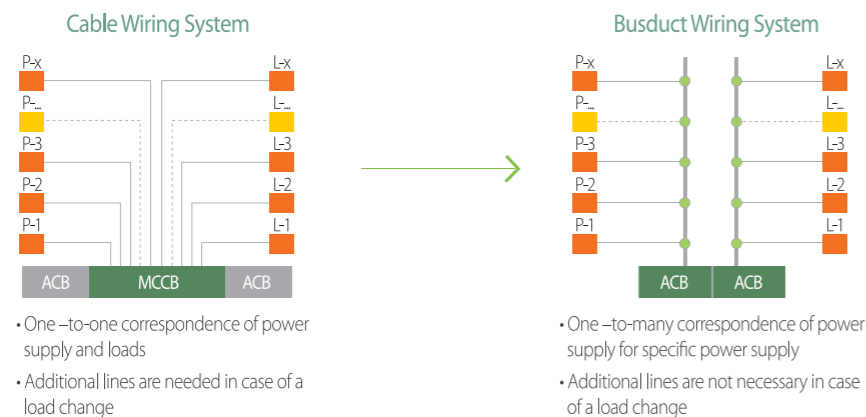 Cable Wiring System
P-x
L-x
P-...
L-...
P-3
L-3
P-2
L-2
P-1
L-1
ACB
MCCB
ACB
• One –to-one correspondence of power
supply and loads
• Additional lines are needed in case of a
load change
Busduct Wiring System
P-x
L-x
P-...
L-...
P-3
L-3
P-2
L-2
P-1
L-1
ACB
ACB
• One –to-many correspondence of power
supply for specific power supply
• Additional lines are not necessary in case
of a load change